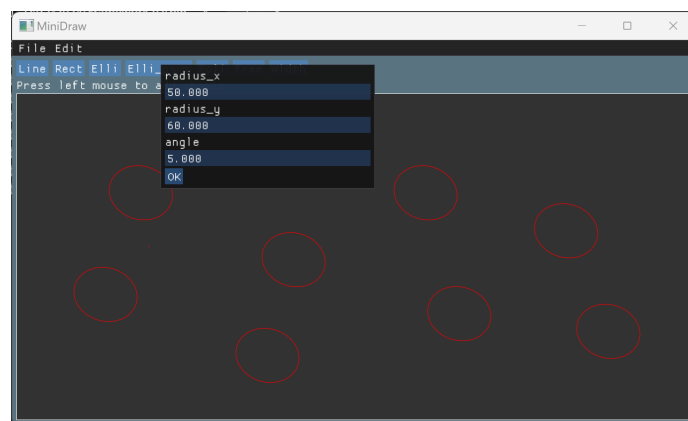 MiniDraw
File Edit
Line Rect Elli Elli_
Press left mouse to a
radius_x
50.000
radius_y
60.000
angle
5.000
OK